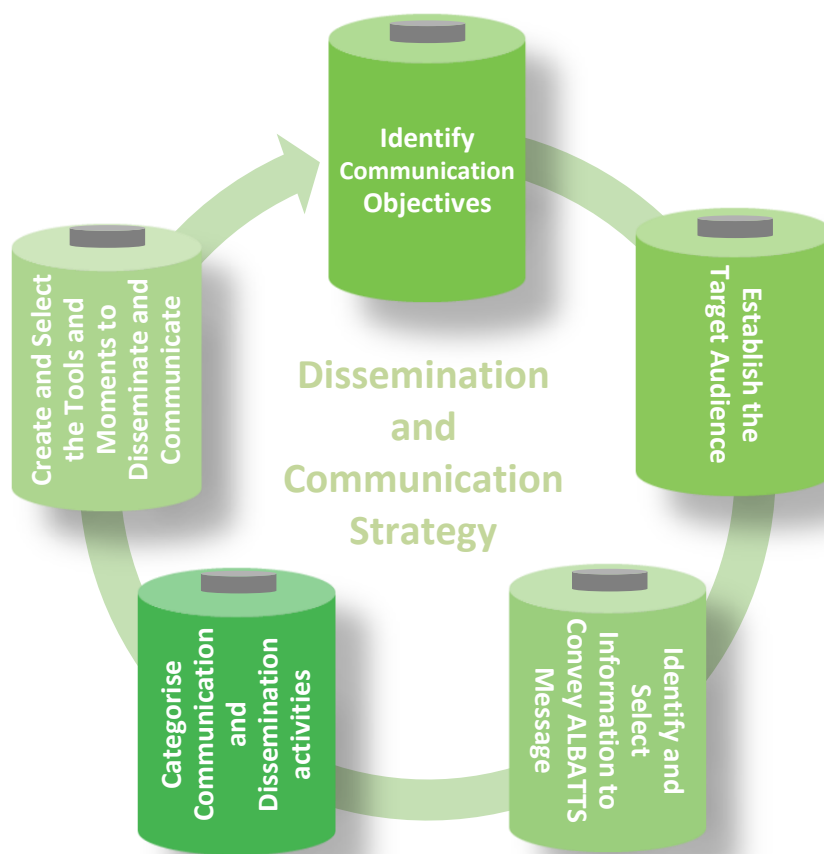 Identify
Communication
Objectives
Establish the
Target Audience
Identify and
Select
Information to
Convey ALBATTS
Message
Categorise
Communication
and
Dissemination
activities
Create and Select
the Tools and
Moments to
Disseminate and
Communicate
Dissemination
and
Communication
Strategy